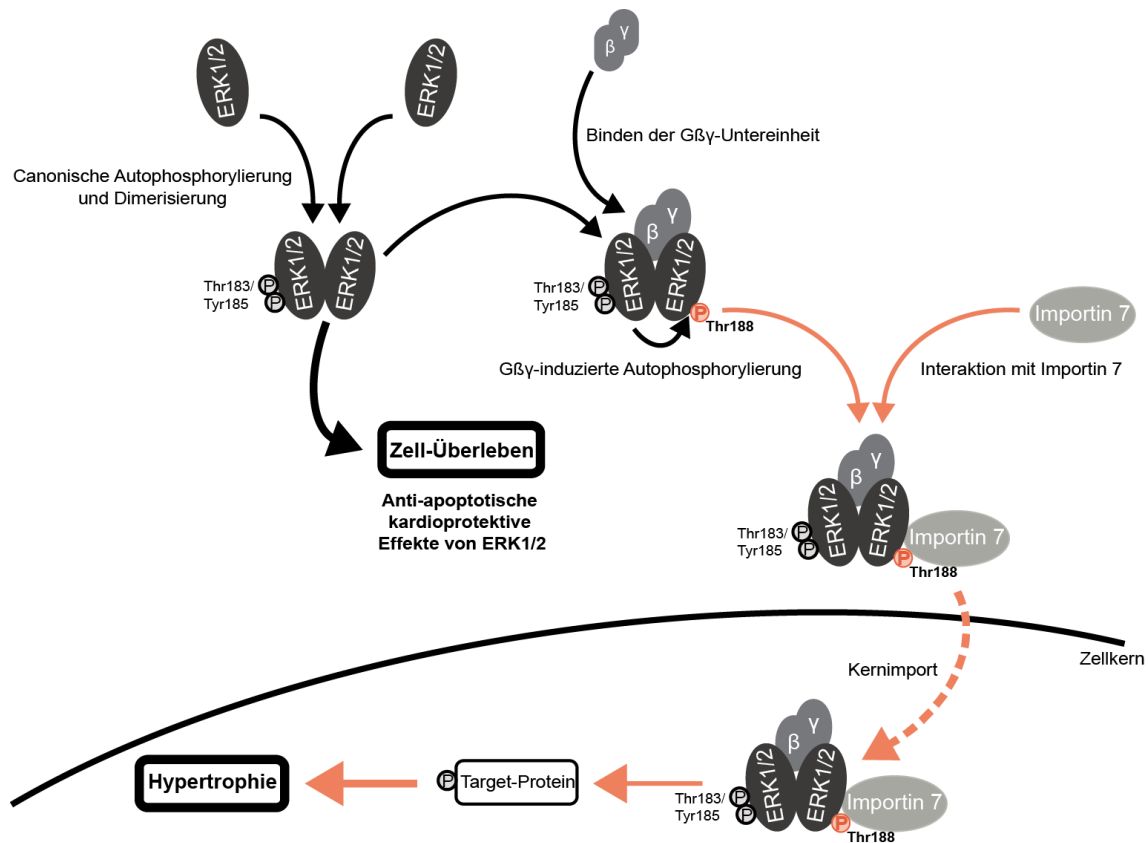 ERK1/2
ERK1/2
β
γ
Binden der Gßγ-Untereinheit
Canonische Autophosphorylierung
und Dimerisierung
ERK1/2
ERK1/2
Thr183/
Tyr185
P
P
β
γ
ERK1/2
ERK1/2
Thr183/
Tyr185
P
P
P
Thr188
Gßγ-induzierte Autophosphorylierung
Importin 7
Interaktion mit Importin 7
Zell-Überleben
Anti-apoptotische
kardioprotektive
Effekte von ERK1/2
β
γ
ERK1/2
ERK1/2
Importin 7
Thr183/
Tyr185
P
P
P
Thr188
Zellkern
Kernimport
β
γ
ERK1/2
ERK1/2
Importin 7
Thr183/
Tyr185
P
P
P
Thr188
P
Target-Protein
Hypertrophie